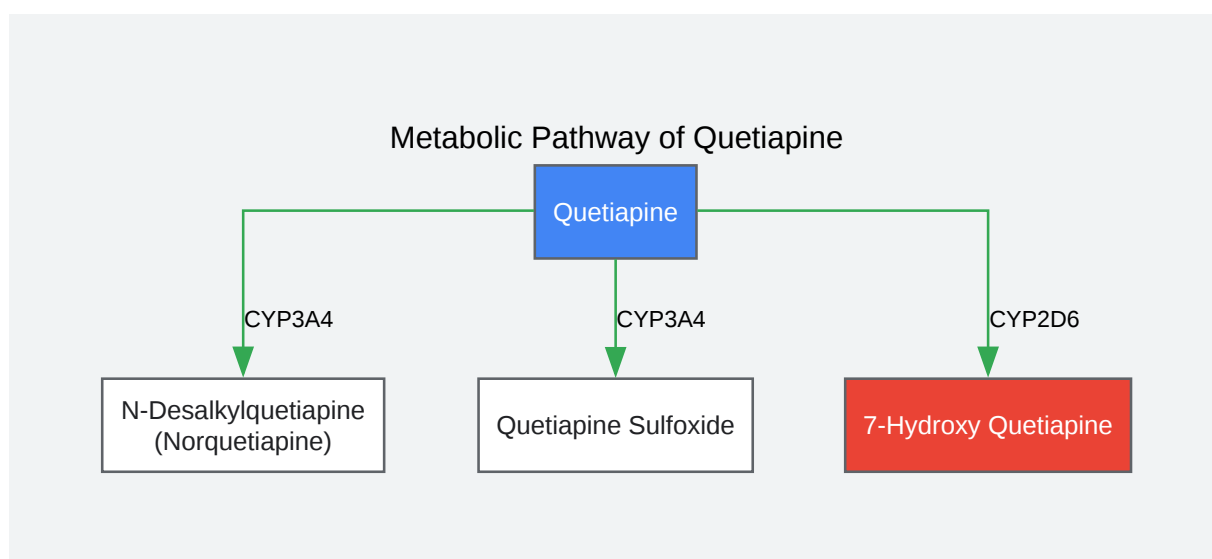 Metabolic Pathway of Quetiapine
Quetiapine
CYP3A4
CYP3A4
CYP2D6
N-Desalkylquetiapine
(Norquetiapine)
Quetiapine Sulfoxide
7-Hydroxy Quetiapine